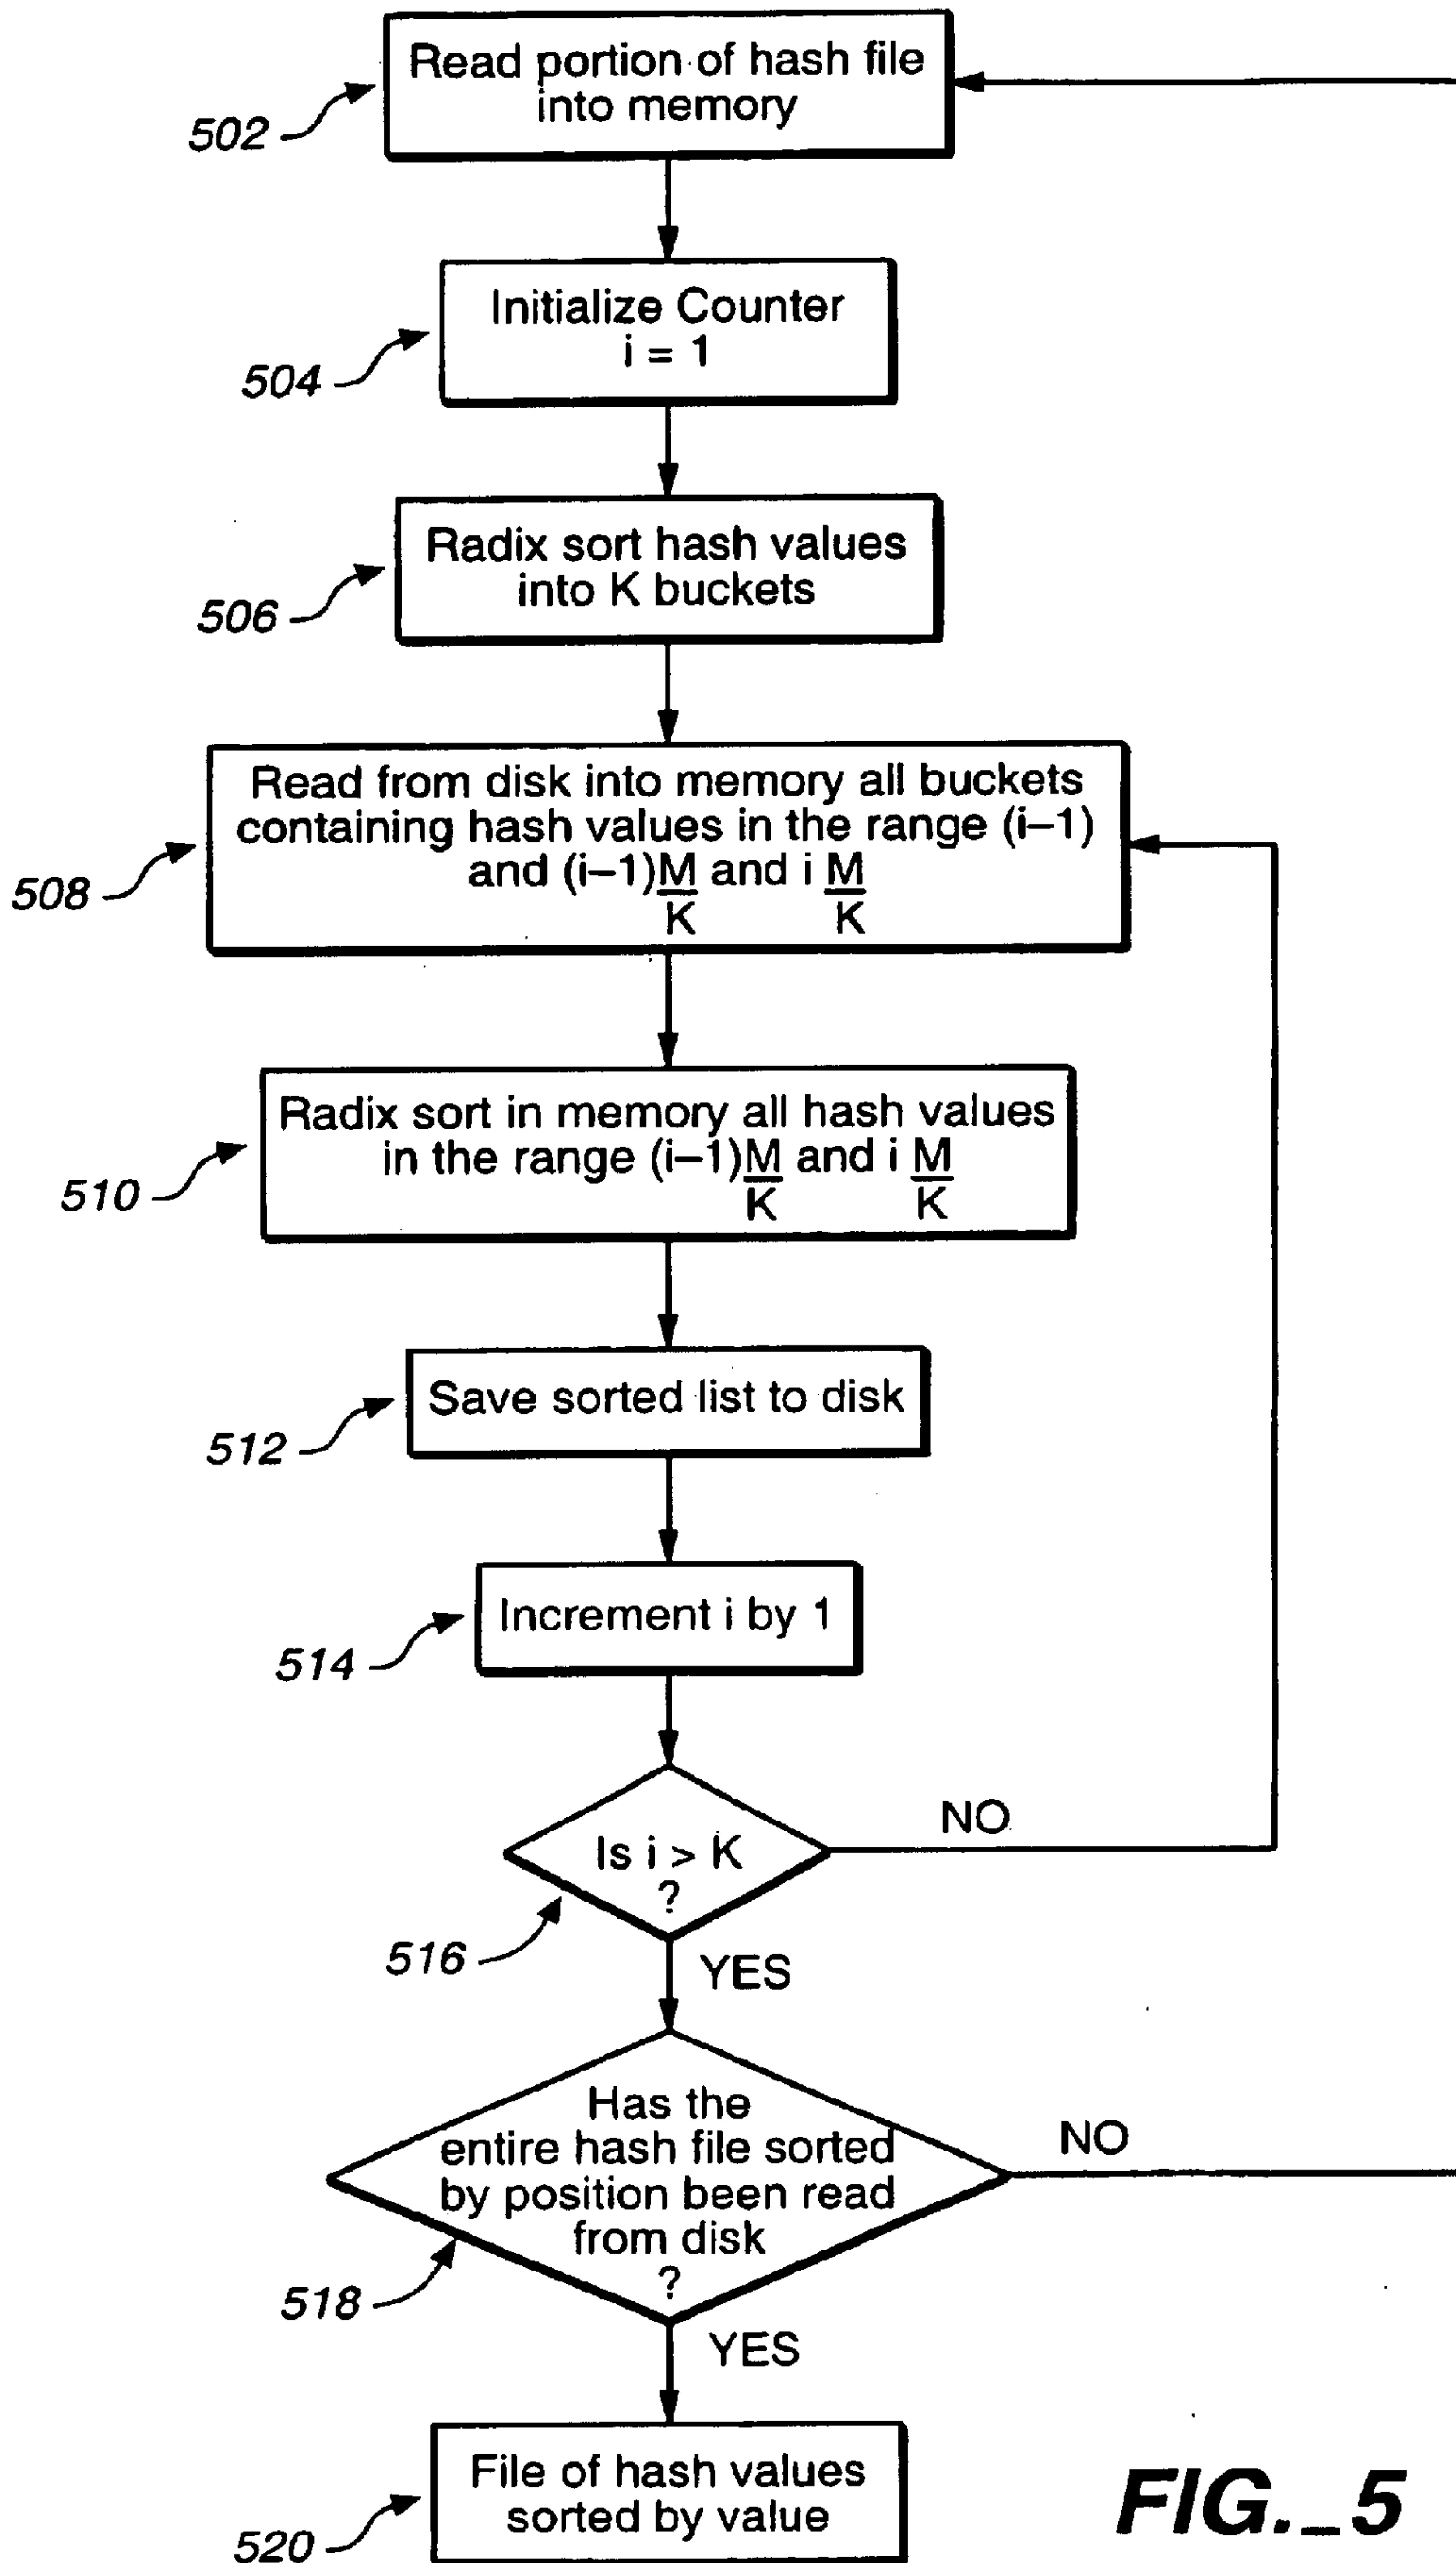 Read portion of hash file
into memory
502
Initialize Counter
i = 1
504
Radix sort hash values
into K buckets
506
Read from disk into memory all buckets
containing hash values in the range (i–1)
and (i–1)M and i M
K K
508
Radix sort in memory all hash values
in the range (i–1)M and i M
K K
510
Save sorted list to disk
512
Increment i by 1
514
Is i > K
?
NO
516
YES
Has the
entire hash file sorted
by position been read
from disk
?
NO
518
YES
File of hash values
sorted by value
520
FIG._5